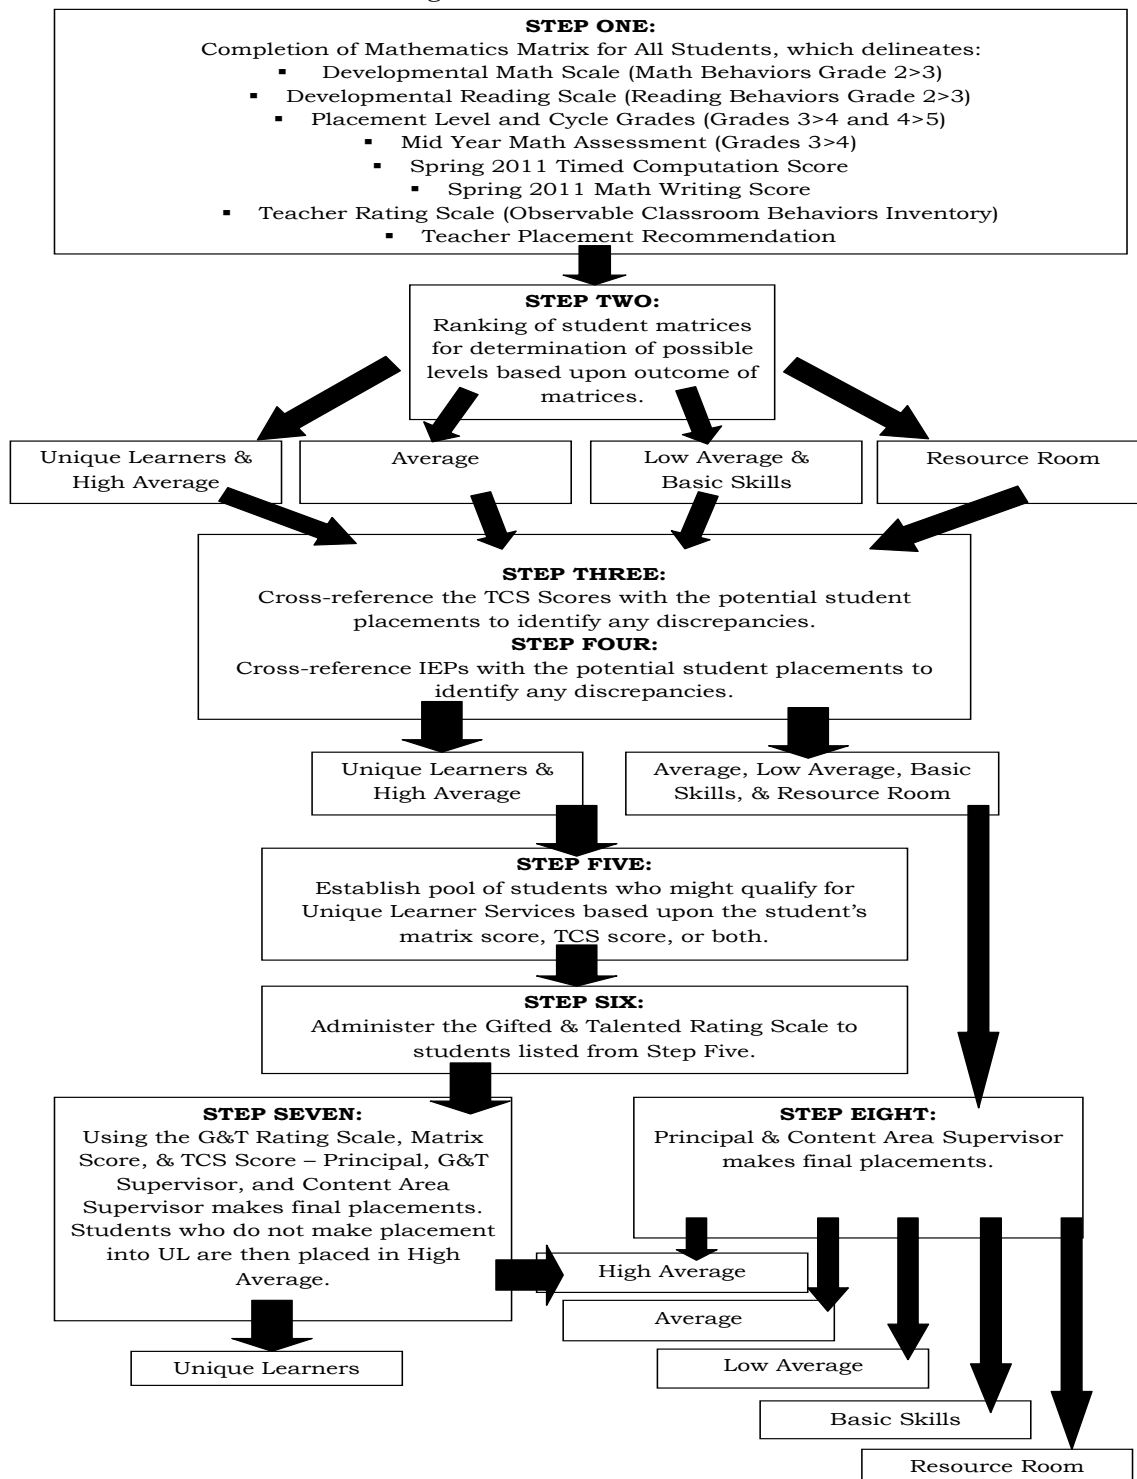 STEP ONE:
Completion of Mathematics Matrix for All Students, which delineates:
▪ Developmental Math Scale (Math Behaviors Grade 2>3)
▪ Developmental Reading Scale (Reading Behaviors Grade 2>3)
▪ Placement Level and Cycle Grades (Grades 3>4 and 4>5)
▪ Mid Year Math Assessment (Grades 3>4)
▪ Spring 2011 Timed Computation Score
▪ Spring 2011 Math Writing Score
▪ Teacher Rating Scale (Observable Classroom Behaviors Inventory)
▪ Teacher Placement Recommendation
STEP TWO:
Ranking of student matrices
for determination of possible
levels based upon outcome of
matrices.
Unique Learners &
High Average
Average
Low Average &
Basic Skills
Resource Room
STEP THREE:
Cross-reference the TCS Scores with the potential student
placements to identify any discrepancies.
STEP FOUR:
Cross-reference IEPs with the potential student placements to
identify any discrepancies.
Unique Learners &
High Average
Average, Low Average, Basic
Skills, & Resource Room
STEP FIVE:
Establish pool of students who might qualify for
Unique Learner Services based upon the student’s
matrix score, TCS score, or both.
STEP SIX:
Administer the Gifted & Talented Rating Scale to
students listed from Step Five.
STEP SEVEN:
Using the G&T Rating Scale, Matrix
Score, & TCS Score – Principal, G&T
Supervisor, and Content Area
Supervisor makes final placements.
Students who do not make placement
into UL are then placed in High
Average.
STEP EIGHT:
Principal & Content Area Supervisor
makes final placements.
High Average
Average
Low Average
Unique Learners
Basic Skills
Resource Room